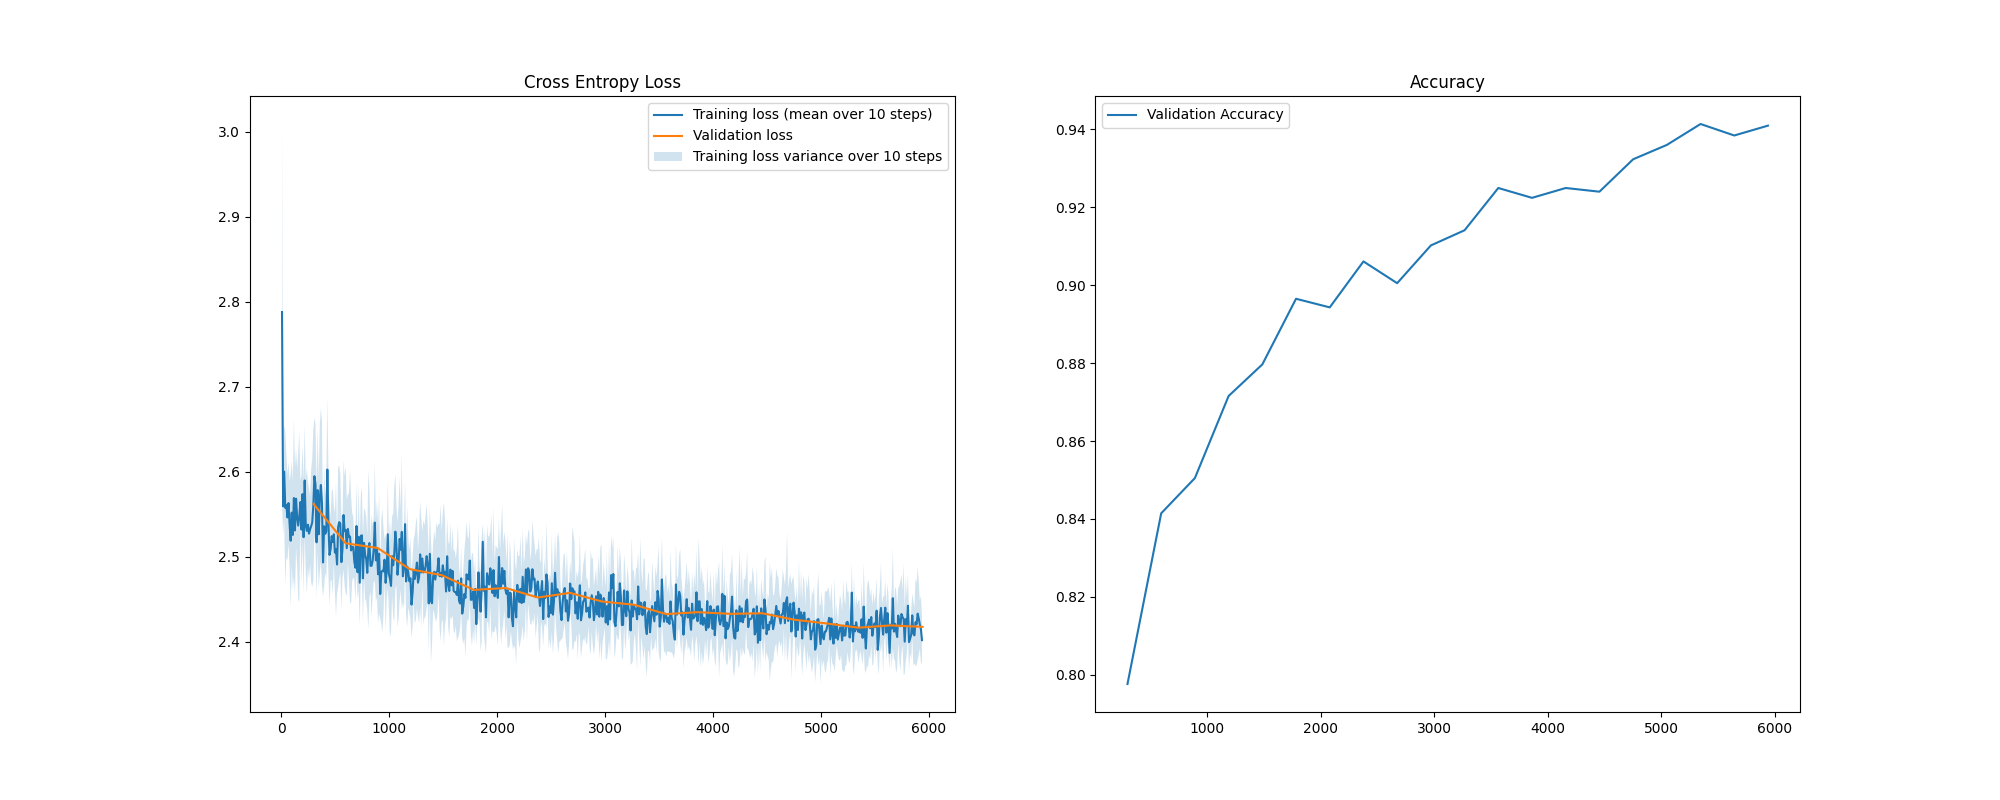 Cross Entropy Loss
3.0
2.9
2.8
2.7
2.6
2.5
2.4
Training loss (mean over 10 steps)
Validation loss
Training loss variance over 10 steps
0 1000 2000 3000 4000 5000 6000
Accuracy
0.94
0.92
0.90
0.88
0.86
0.84
0.82
0.80
Validation Accuracy
1000 2000 3000 4000 5000 6000